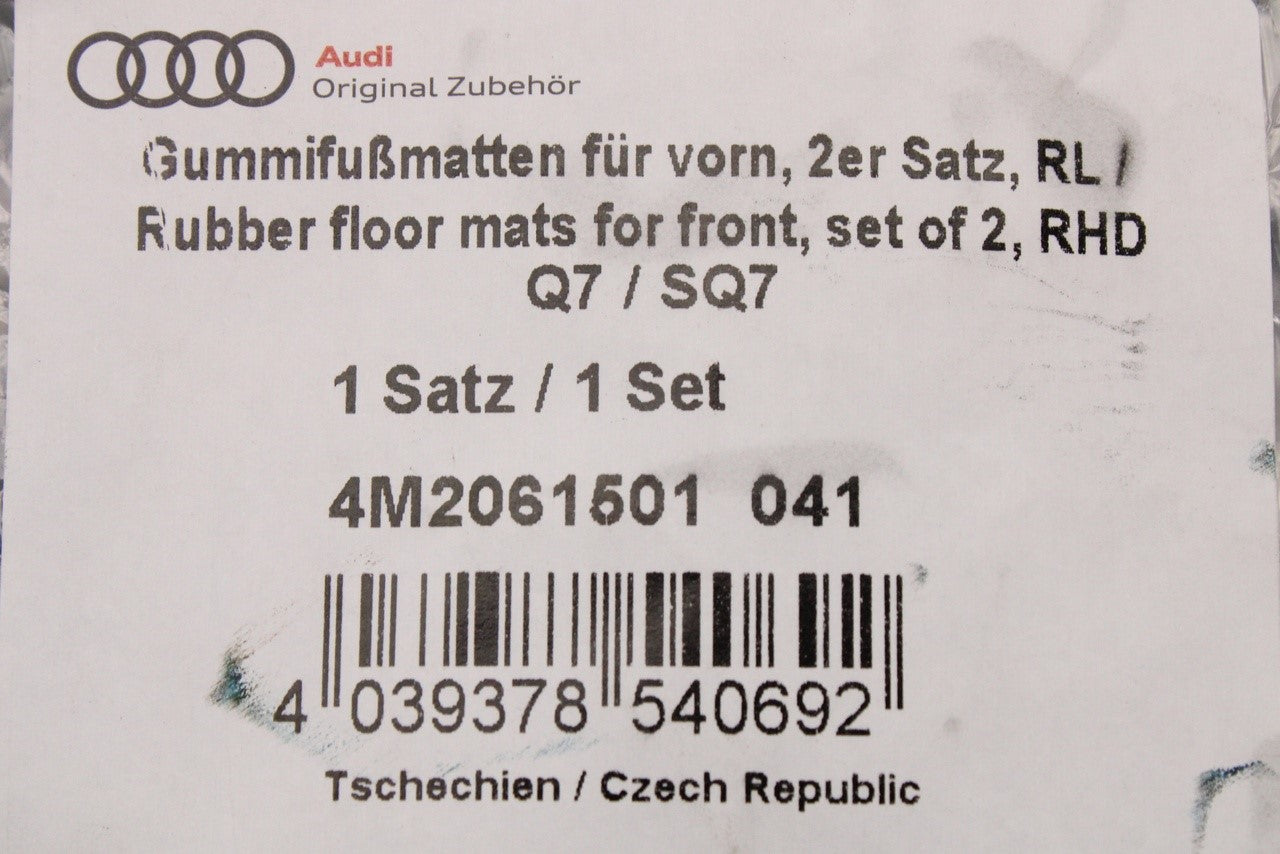 Audi
Original Zubehör
Gummifußmatten für vorn, 2er Satz, RL /
Rubber floor mats for front, set of 2, RHD
Q7 / SQ7
1 Satz / 1 Set
4M2061501 041
4 039378 540692
Tschechien / Czech Republic